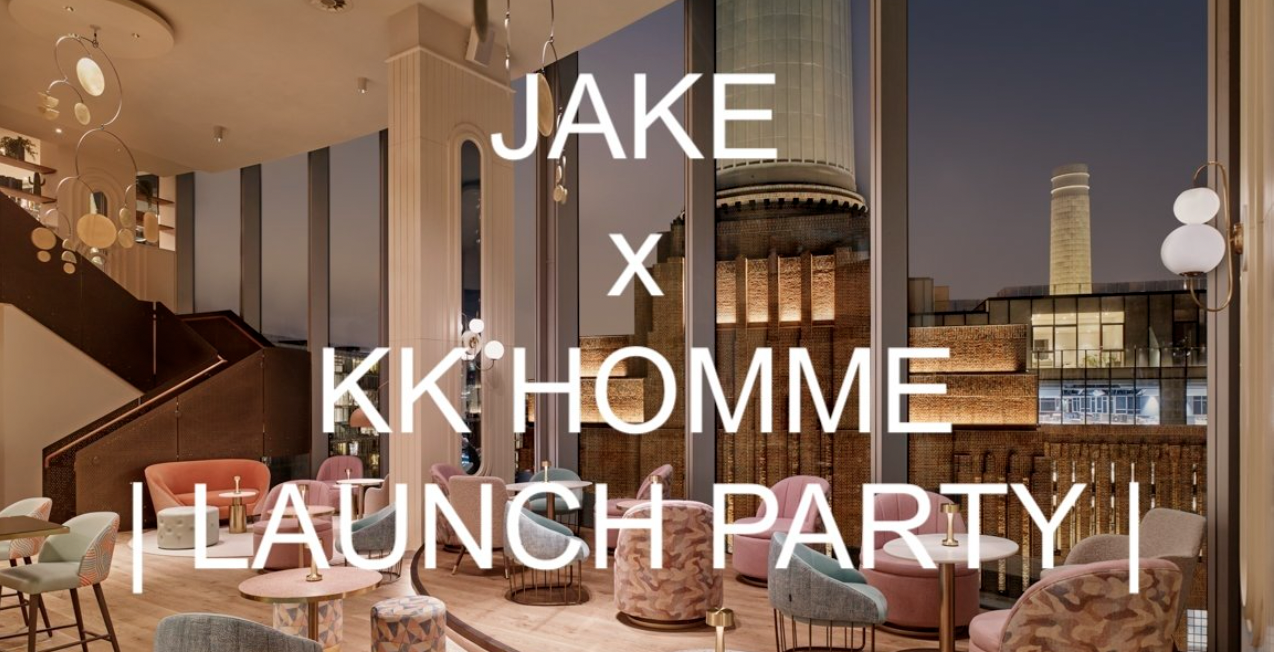 JAKE
x
KK HOMME
| LAUNCH PARTY |